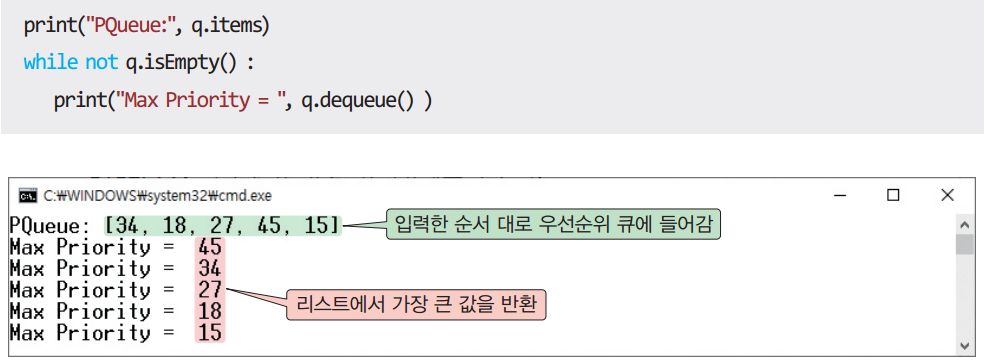 print("PQueue:", q.items)
while not q.isEmpty() :
print("Max Priority = ", q.dequeue() )
C:₩WINDOWS₩system32₩cmd.exe
PQueue: [34, 18, 27, 45, 15]
입력한 순서 대로 우선순위 큐에 들어감
Max Priority = 45
Max Priority = 34
Max Priority = 27
리스트에서 가장 큰 값을 반환
Max Priority = 18
Max Priority = 15